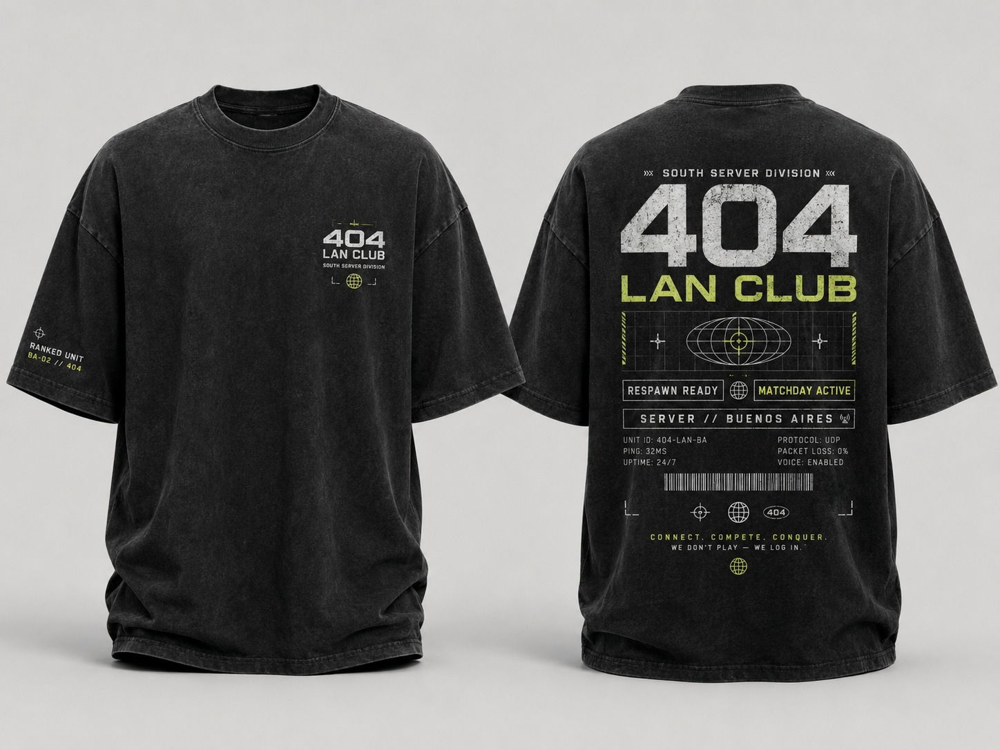 404
LAN CLUB
SOUTH SERVER DIVISION
RANKED UNIT
BA-02 // 404
SOUTH SERVER DIVISION
404
LAN CLUB
RESPAWN READY
MATCHDAY ACTIVE
SERVER // BUENOS AIRES
UNIT ID: 404-LAN-BA
PING: 32MS
UPTIME: 24/7
PROTOCOL: UDP
PACKET LOSS: 0%
VOICE: ENABLED
404
CONNECT. COMPETE. CONQUER.
WE DON'T PLAY — WE LOG IN.